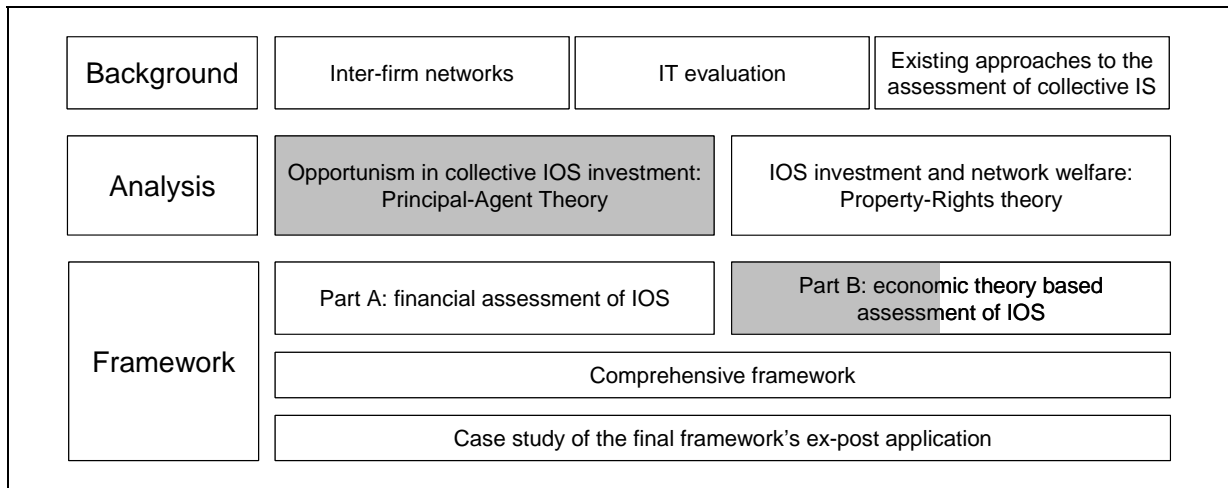 Background
Inter-firm networks
IT evaluation
Existing approaches to the
assessment of collective IS
Analysis
Opportunism in collective IOS investment:
Principal-Agent Theory
IOS investment and network welfare:
Property-Rights theory
Framework
Part A: financial assessment of IOS
Part B: economic theory based
assessment of IOS
Comprehensive framework
Case study of the final framework's ex-post application